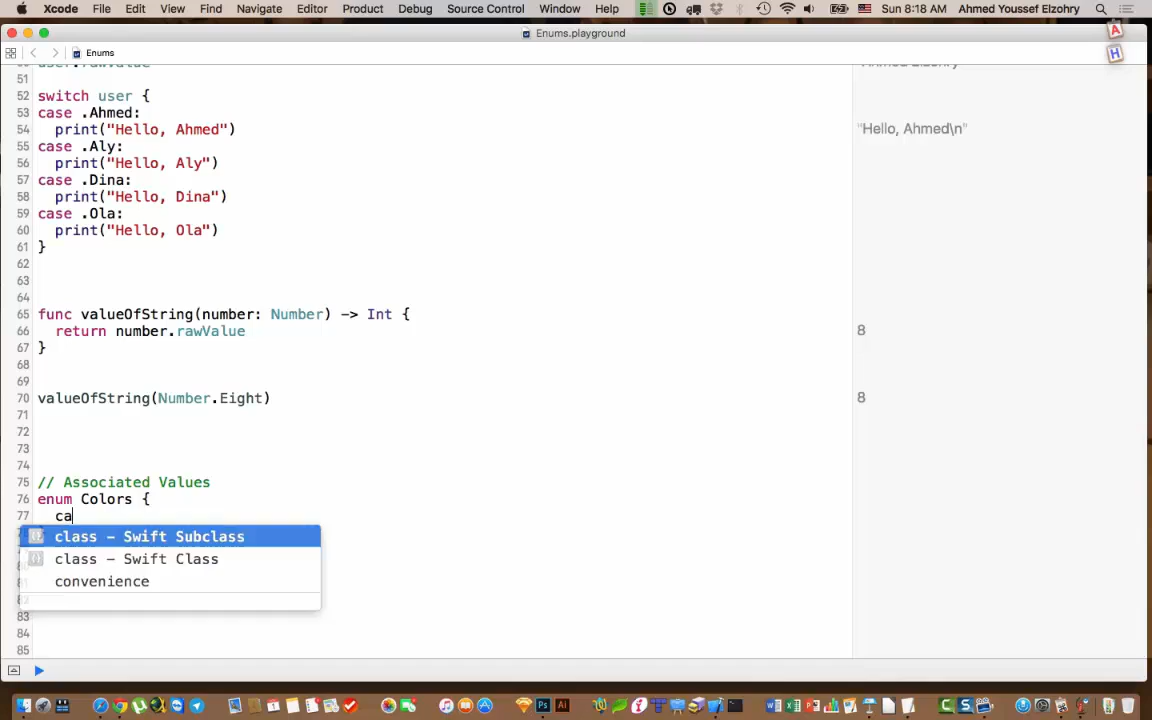 Xcode File Edit View Find Navigate Editor Product Debug Source Control Window Help Sun 8:18 AM Ahmed Youssef Elzohry
Enums.playground
A
Enums
H
user.rawValue
51
52 switch user {
53 case .Ahmed:
54 print("Hello, Ahmed") "Hello, Ahmed\n"
55 case .Aly:
56 print("Hello, Aly")
57 case .Dina:
58 print("Hello, Dina")
59 case .Ola:
60 print("Hello, Ola")
61 }
62
63
64
65 func valueOfString(number: Number) -> Int {
66 return number.rawValue 8
67 }
68
69
70 valueOfString(Number.Eight) 8
71
72
73
74
75 // Associated Values
76 enum Colors {
77 ca
class – Swift Subclass
class – Swift Class
convenience
83
84
85